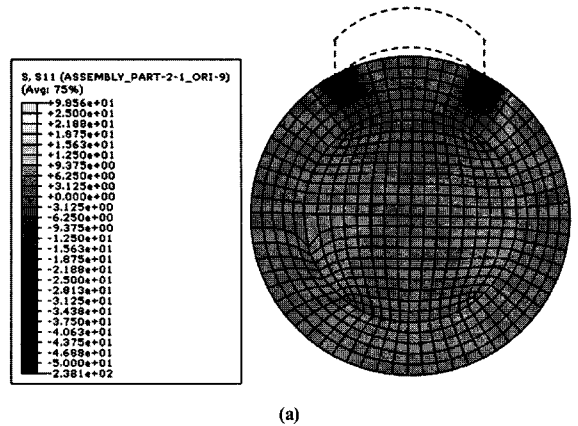 S, S11 (ASSEMBLY_PART-2-1_ORI-9)
(Avg: 75%)
+9.856e+01
+2.500e+01
+2.188e+01
+1.875e+01
+1.563e+01
+1.250e+01
+9.375e+00
+6.250e+00
+3.125e+00
+0.000e+00
-3.125e+00
-6.250e+00
-9.375e+00
-1.250e+01
-1.563e+01
-1.875e+01
-2.188e+01
-2.500e+01
-2.813e+01
-3.125e+01
-3.438e+01
-3.750e+01
-4.063e+01
-4.375e+01
-4.688e+01
-5.000e+01
-2.381e+02
(a)